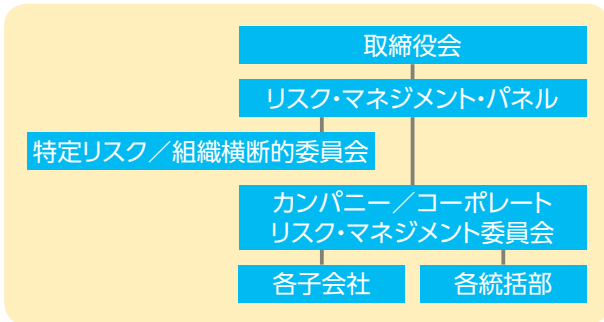 取締役会
リスク・マネジメント・パネル
特定リスク／組織横断的委員会
カンパニー／コーポレート
リスク・マネジメント委員会
各子会社
各統括部